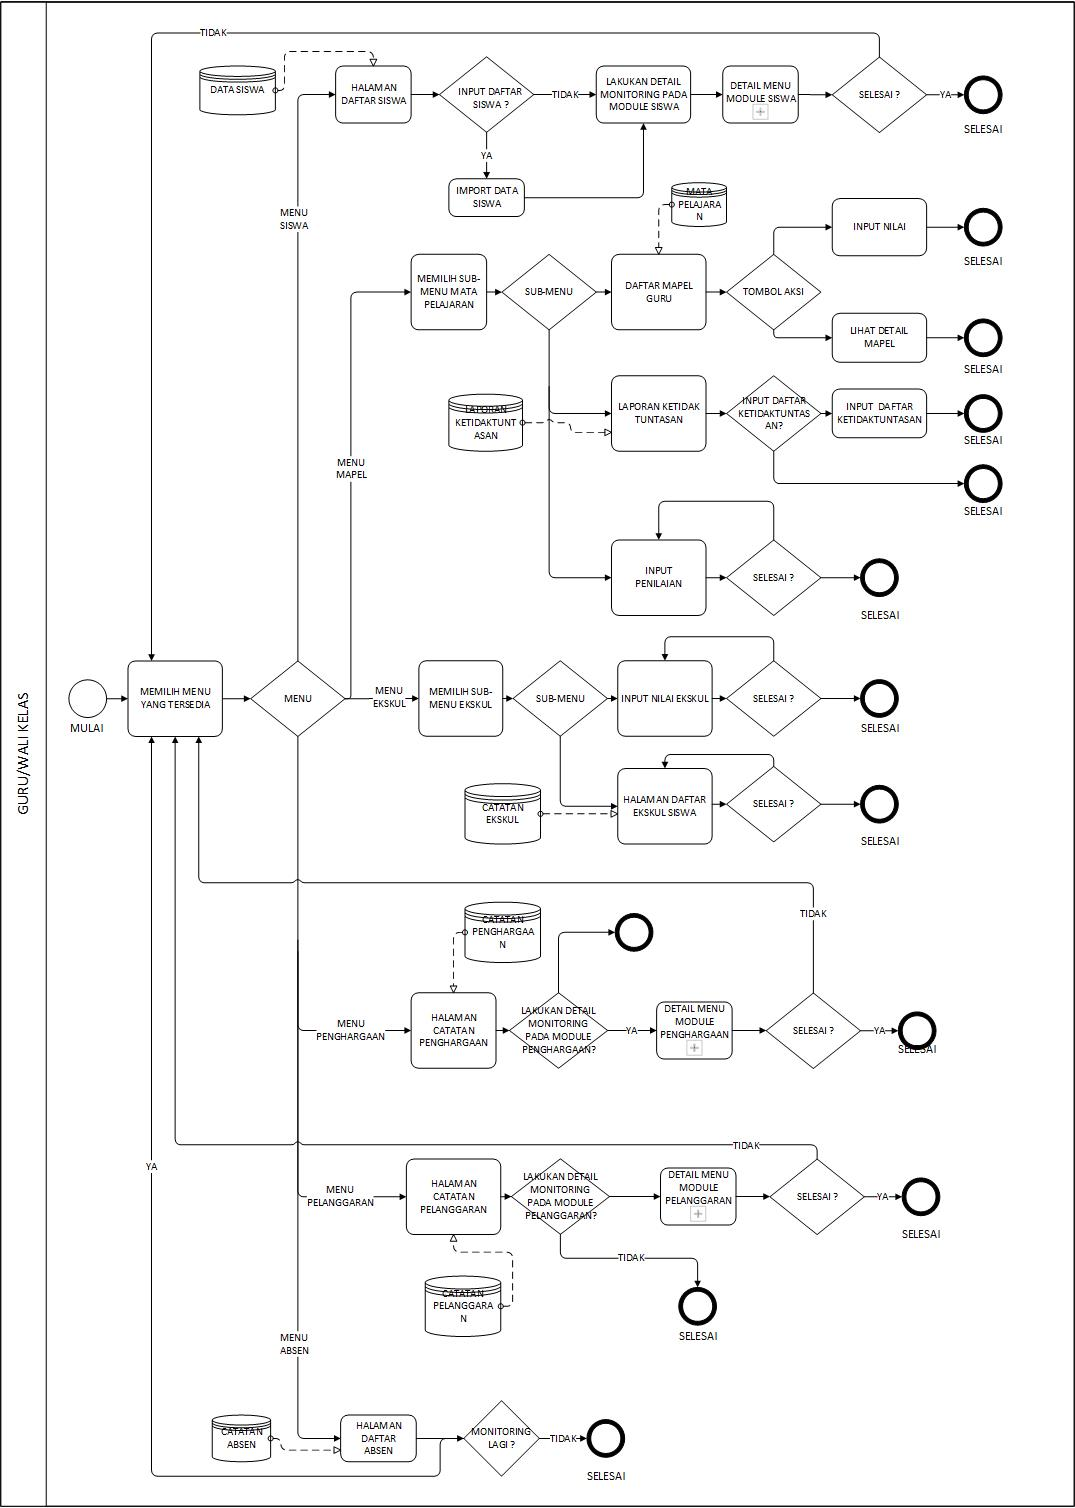 GURU/WALI KELAS
TIDAK
DATA SISWA
HALAMAN
DAFTAR SISWA
INPUT DAFTAR
SISWA ?
TIDAK
LAKUKAN DETAIL
MONITORING PADA
MODULE SISWA
DETAIL MENU
MODULE SISWA
SELESAI ?
YA
SELESAI
YA
IMPORT DATA
SISWA
MENU
SISWA
MATA
PELAJARA
N
INPUT NILAI
SELESAI
MEMILIH SUB-
MENU MATA
PELAJARAN
SUB-MENU
DAFTAR MAPEL
GURU
TOMBOL AKSI
LIHAT DETAIL
MAPEL
SELESAI
LAPORAN
KETIDAKTUNT
ASAN
LAPORAN KETIDAK
TUNTASAN
INPUT DAFTAR
KETIDAKTUNTAS
AN?
INPUT DAFTAR
KETIDAKTUNTASAN
SELESAI
MENU
MAPEL
SELESAI
INPUT
PENILAIAN
SELESAI ?
SELESAI
MULAI
MEMILIH MENU
YANG TERSEDIA
MENU
MENU
EKSKUL
MEMILIH SUB-
MENU EKSKUL
SUB-MENU
INPUT NILAI EKSKUL
SELESAI ?
SELESAI
CATATAN
EKSKUL
HALAMAN DAFTAR
EKSKUL SISWA
SELESAI ?
SELESAI
TIDAK
CATATAN
PENGHARGAA
N
MENU
PENGHARGAAN
HALAMAN
CATATAN
PENGHARGAAN
LAKUKAN DETAIL
MONITORING
PADA MODULE
PENGHARGAAN?
YA
DETAIL MENU
MODULE
PENGHARGAAN
SELESAI ?
YA
SELESAI
TIDAK
YA
MENU
PELANGGARAN
HALAMAN
CATATAN
PELANGGARAN
LAKUKAN DETAIL
MONITORING
PADA MODULE
PELANGGARAN?
DETAIL MENU
MODULE
PELANGGARAN
SELESAI ?
YA
SELESAI
TIDAK
CATATAN
PELANGGARA
N
SELESAI
MENU
ABSEN
CATATAN
ABSEN
HALAMAN
DAFTAR
ABSEN
MONITORING
LAGI ?
TIDAK
SELESAI